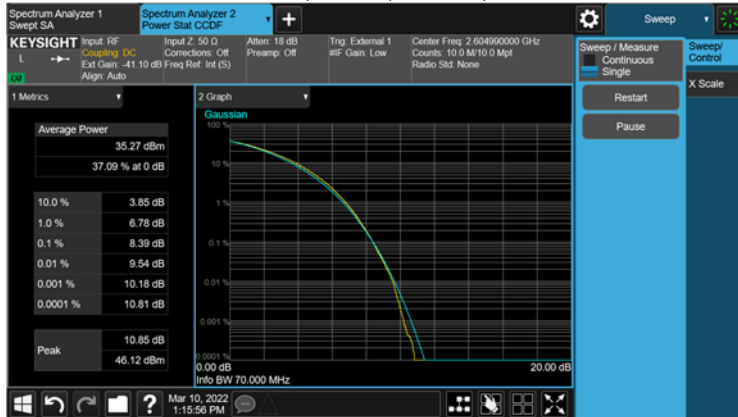 Spectrum Analyzer 1
Swept SA
Spectrum Analyzer 2
Power Stat CCDF
+
Sweep
KEYSIGHT
L
LXI
Input: RF
Coupling: DC
Ext Gain: -41.10 dB
Align: Auto
Input Z: 50 Ω
Corrections: Off
Freq Ref: Int (S)
Atten: 18 dB
Preamp: Off
Trig: External 1
#IF Gain: Low
Center Freq: 2.604990000 GHz
Counts: 10.0 M/10.0 Mpt
Radio Std: None
Sweep / Measure
Continuous
Single
Restart
Pause
Sweep/
Control
X Scale
1 Metrics
Average Power
35.27 dBm
37.09 % at 0 dB
10.0 % 3.85 dB
1.0 % 6.78 dB
0.1 % 8.39 dB
0.01 % 9.54 dB
0.001 % 10.18 dB
0.0001 % 10.81 dB
Peak
10.85 dB
46.12 dBm
2 Graph
Gaussian
100 %
10 %
1 %
0.1 %
0.01 %
0.001 %
0.0001 %
0.00 dB
20.00 dB
Info BW 70.000 MHz
?
Mar 10, 2022
1:15:56 PM